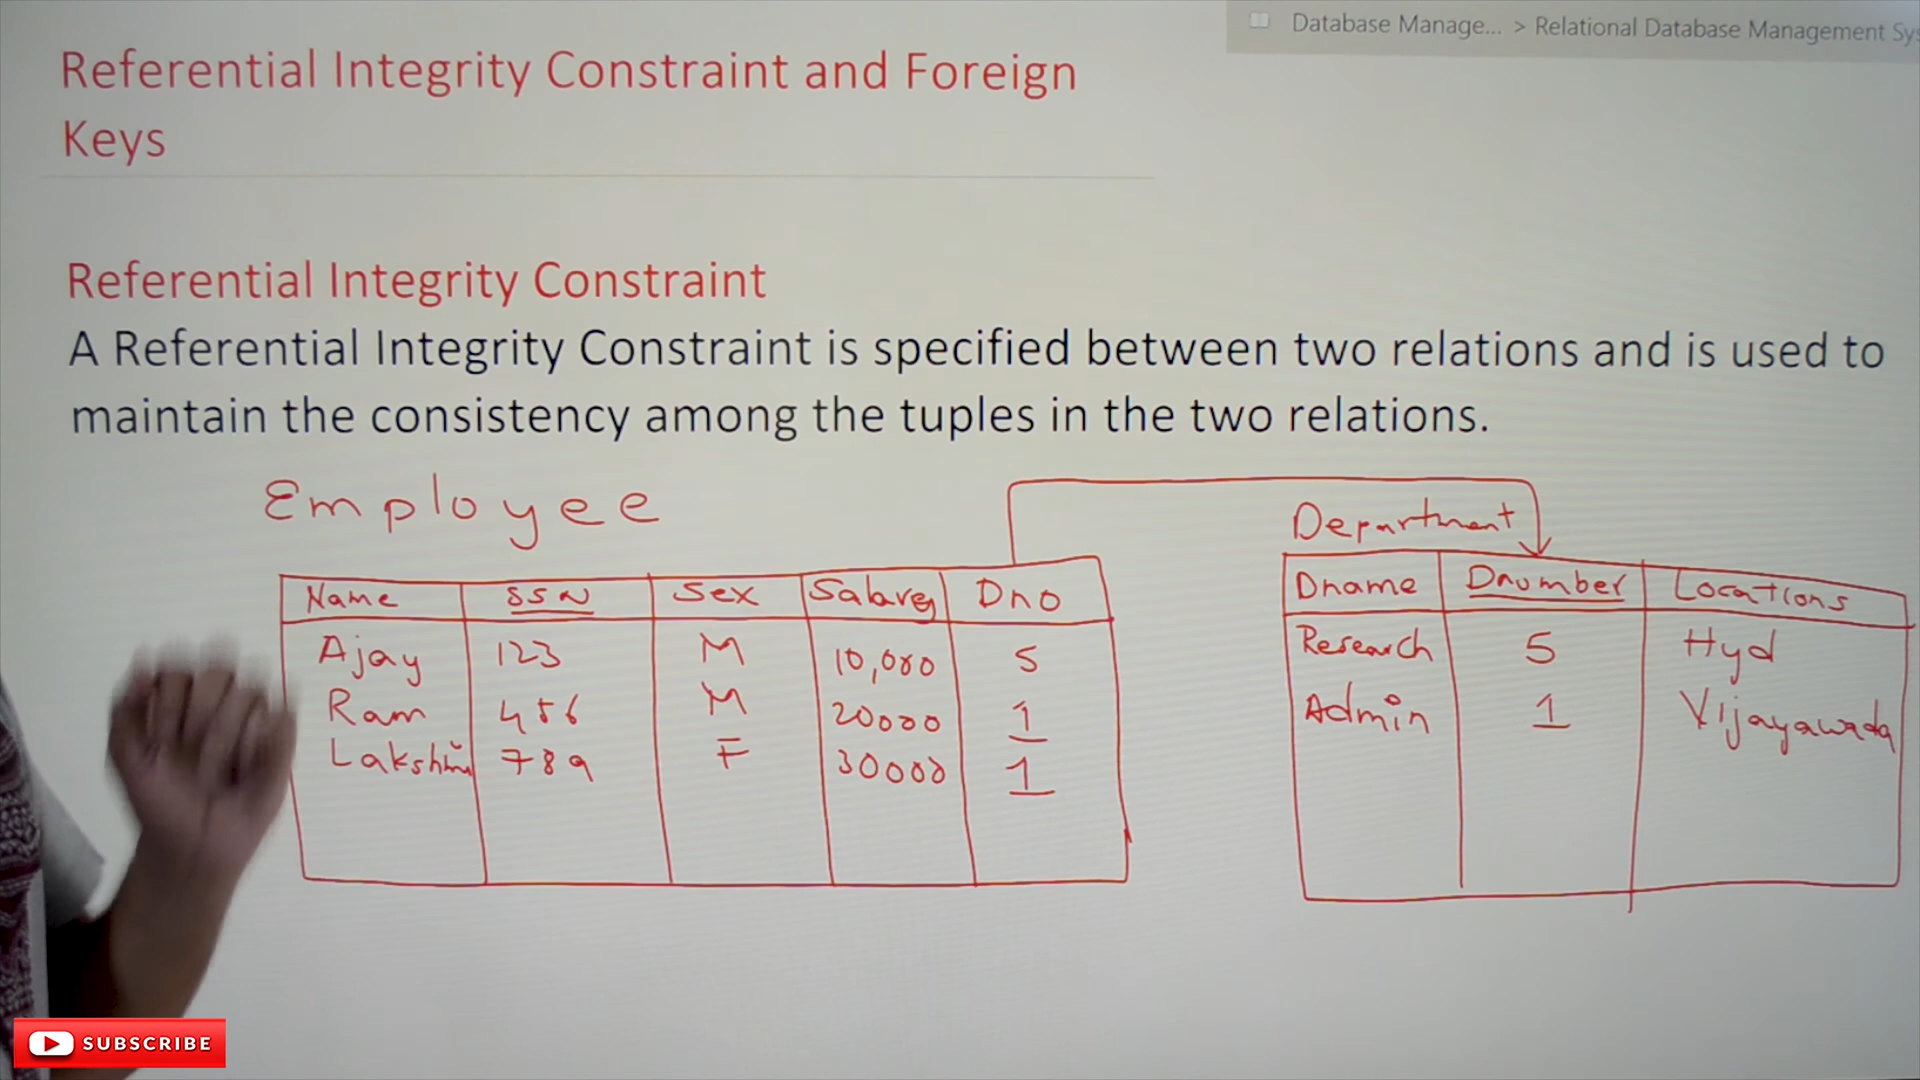 Database Manage... > Relational Database Management Sys
Referential Integrity Constraint and Foreign
Keys
Referential Integrity Constraint
A Referential Integrity Constraint is specified between two relations and is used to
maintain the consistency among the tuples in the two relations.
Employee
Department
Name SSN Sex Salary Dno
Ajay 123 M 10,000 5
Ram 456 M 20000 1
Lakshmi 789 F 30000 1
Dname Dnumber Locations
Research 5 Hyd
Admin 1 Vijayawada
SUBSCRIBE